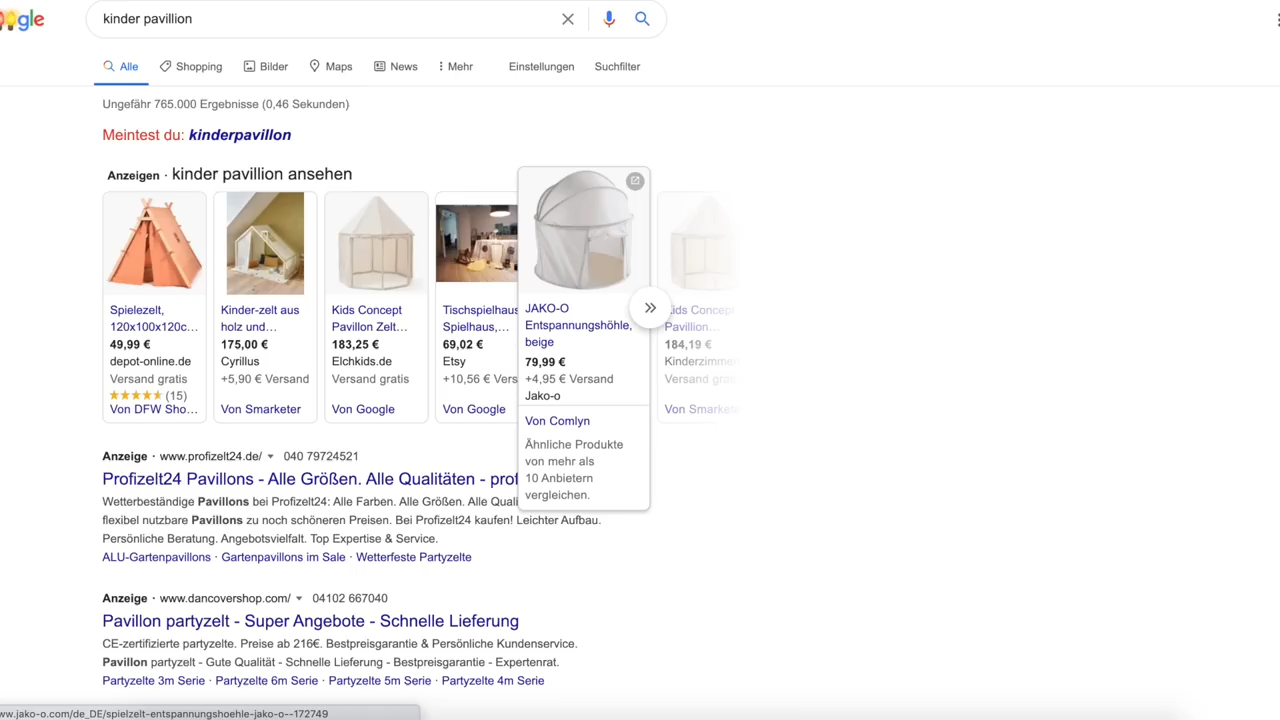 oogle
kinder pavillion
Alle
Shopping
Bilder
Maps
News
Mehr
Einstellungen
Suchfilter
Ungefähr 765.000 Ergebnisse (0,46 Sekunden)
Meintest du: kinderpavillon
Anzeigen · kinder pavillion ansehen
Spielezelt,
120x100x120c...
49,99 €
depot-online.de
Versand gratis
(15)
Von DFW Sho...
Kinder-zelt aus
holz und...
175,00 €
Cyrillus
+5,90 € Versand
Von Smarketer
Kids Concept
Pavillon Zelt...
183,25 €
Elchkids.de
Versand gratis
Von Google
Tischspielhaus
Spielhaus,...
69,02 €
Etsy
+10,56 € Vers
Von Google
JAKO-O
Entspannungshöhle,
beige
79,99 €
+4,95 € Versand
Jako-o
Von Comlyn
Ähnliche Produkte
von mehr als
10 Anbietern
vergleichen.
Kids Concept
Pavillion...
184,19 €
Kinderzimmer
Versand gratis
Von Smarkete
Anzeige · www.profizelt24.de/ 040 79724521
Profizelt24 Pavillons - Alle Größen. Alle Qualitäten - prof
Wetterbeständige Pavillons bei Profizelt24: Alle Farben. Alle Größen. Alle Quali
flexibel nutzbare Pavillons zu noch schöneren Preisen. Bei Profizelt24 kaufen! Leichter Aufbau.
Persönliche Beratung. Angebotsvielfalt. Top Expertise & Service.
ALU-Gartenpavillons · Gartenpavillons im Sale · Wetterfeste Partyzelte
Anzeige · www.dancovershop.com/ 04102 667040
Pavillon partyzelt - Super Angebote - Schnelle Lieferung
CE-zertifizierte partyzelte. Preise ab 216€. Bestpreisgarantie & Persönliche Kundenservice.
Pavillon partyzelt - Gute Qualität - Schnelle Lieferung - Bestpreisgarantie - Expertenrat.
Partyzelte 3m Serie · Partyzelte 6m Serie · Partyzelte 5m Serie · Partyzelte 4m Serie
ww.jako-o.com/de_DE/spielzelt-entspannungshoehle-jako-o--172749